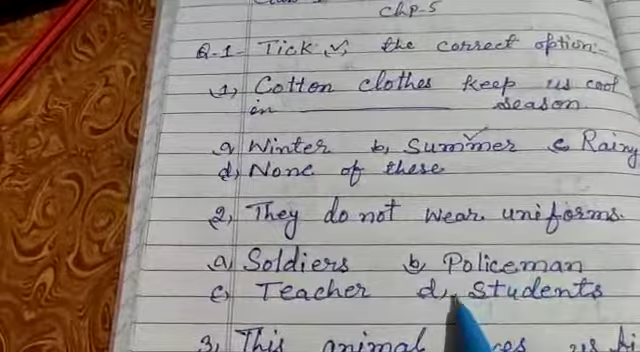 Chp-5
Q-1- Tick ✓ the correct option:-
1, Cotton clothes keep us cool
in ________ season.
a, Winter b, Summer ✓ c, Rainy
d, None of these
2, They do not wear uniforms.
a, Soldiers b, Policeman
c, Teacher d, Students
3, This animal us